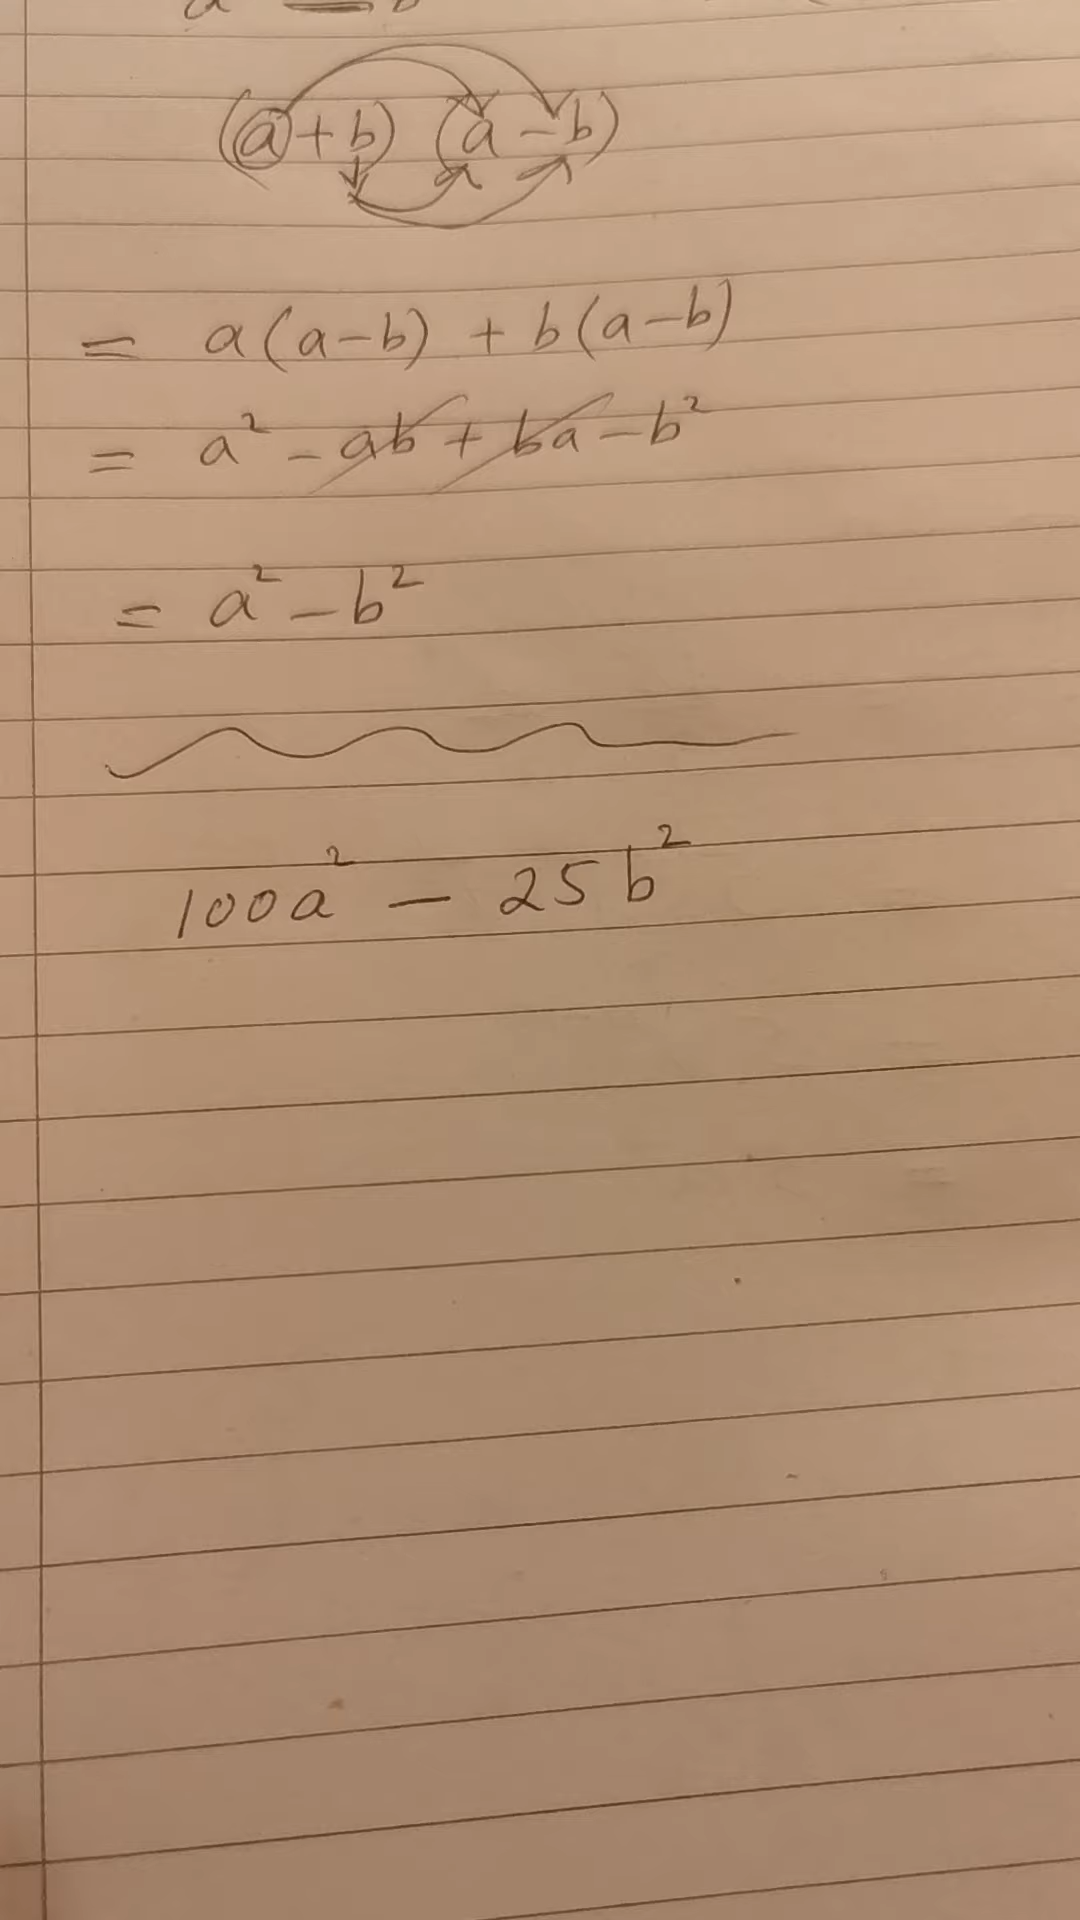 (a+b) (a-b)
= a(a-b) + b(a-b)
= a² - ab + ba - b²
= a² - b²
100a² - 25b²